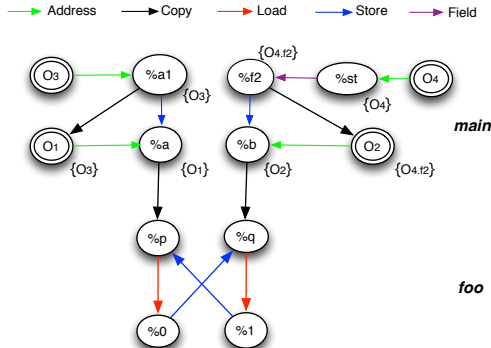 Address Copy Load Store Field
{O4.f2}
O3 %a1 %f2 %st O4
{O3} {O4}
main
O1 %a %b O2
{O3} {O1} {O2} {O4.f2}
%p %q
foo
%0 %1